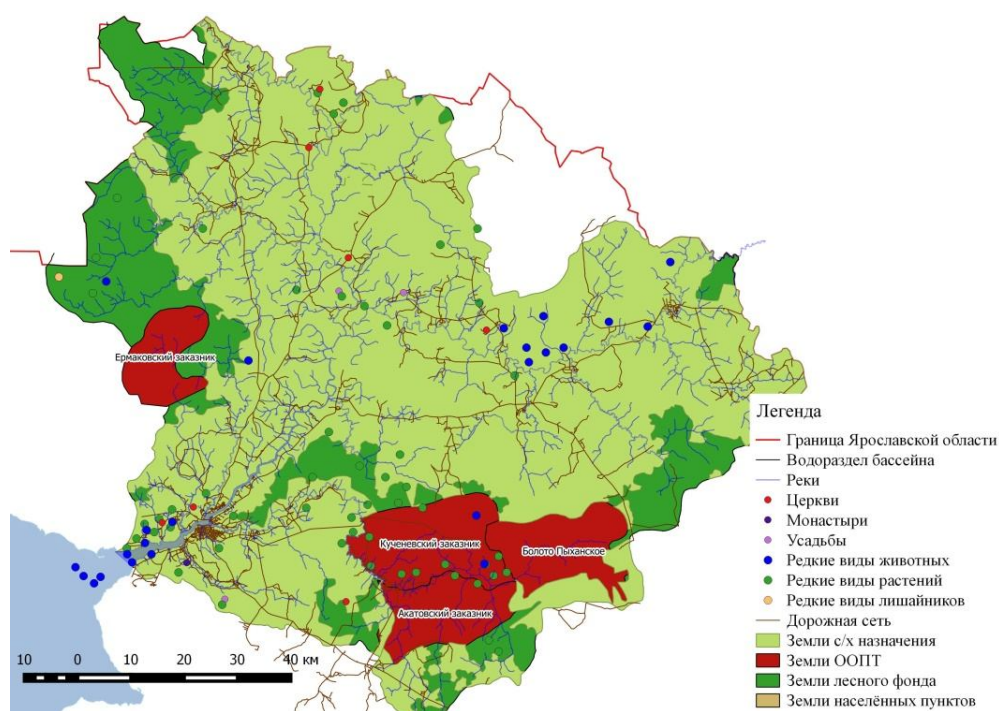 Ермаковский заказник
Кученевский заказник
Болото Пыханское
Акатовский заказник
10 0 10 20 30 40 км
Легенда
Граница Ярославской области
Водораздел бассейна
Реки
Церкви
Монастыри
Усадьбы
Редкие виды животных
Редкие виды растений
Редкие виды лишайников
Дорожная сеть
Земли с/х назначения
Земли ООПТ
Земли лесного фонда
Земли населённых пунктов